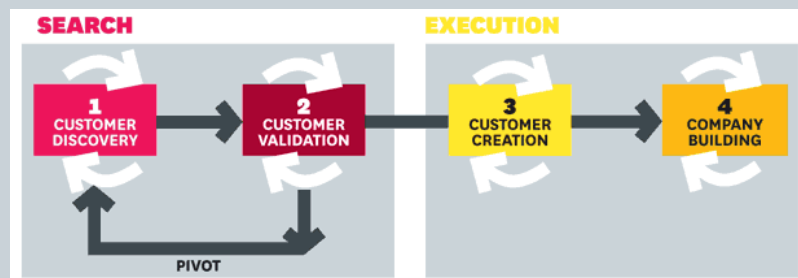 SEARCH
EXECUTION
1
CUSTOMER
DISCOVERY
2
CUSTOMER
VALIDATION
3
CUSTOMER
CREATION
4
COMPANY
BUILDING
PIVOT